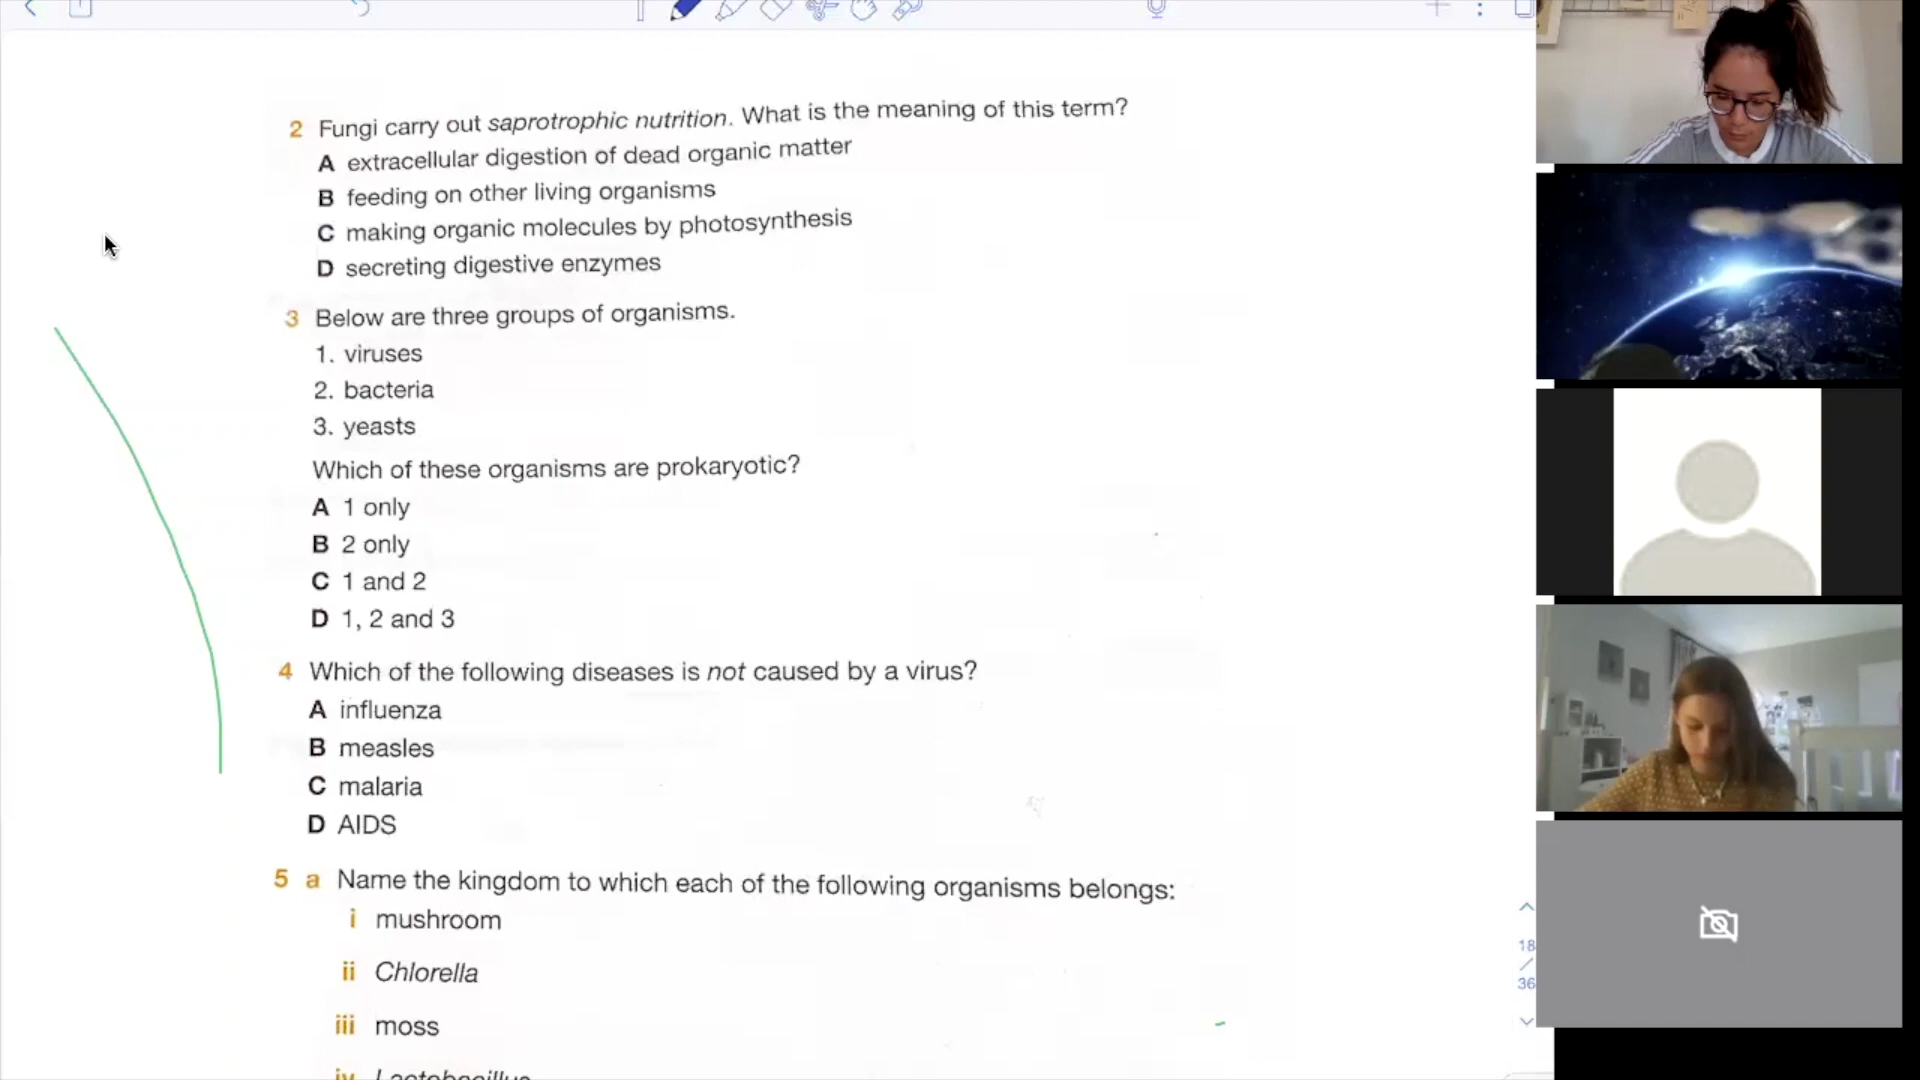 2 Fungi carry out saprotrophic nutrition. What is the meaning of this term?
A extracellular digestion of dead organic matter
B feeding on other living organisms
C making organic molecules by photosynthesis
D secreting digestive enzymes
3 Below are three groups of organisms.
1. viruses
2. bacteria
3. yeasts
Which of these organisms are prokaryotic?
A 1 only
B 2 only
C 1 and 2
D 1, 2 and 3
4 Which of the following diseases is not caused by a virus?
A influenza
B measles
C malaria
D AIDS
5 a Name the kingdom to which each of the following organisms belongs:
i mushroom
ii Chlorella
iii moss
iv Lactobacillus
18
/
36